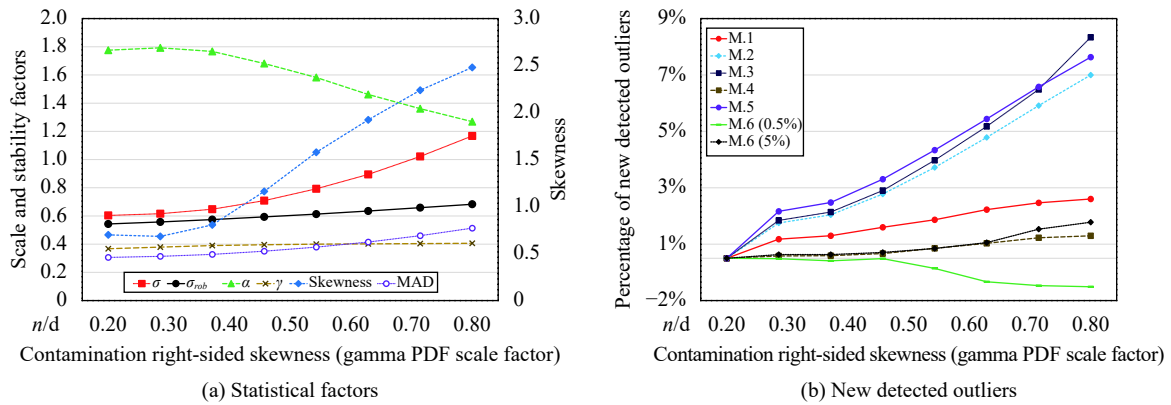 2.0
1.8
1.6
1.4
1.2
1.0
0.8
0.6
0.4
0.2
0
Scale and stability factors
3.0
2.5
2.0
1.5
1.0
0.5
0.0
Skewness
σ σrob α γ Skewness MAD
n/d 0.20 0.30 0.40 0.50 0.60 0.70 0.80
Contamination right-sided skewness (gamma PDF scale factor)
(a) Statistical factors
9%
7%
5%
3%
1%
−2%
Percentage of new detected outliers
M.1
M.2
M.3
M.4
M.5
M.6 (0.5%)
M.6 (5%)
n/d 0.20 0.30 0.40 0.50 0.60 0.70 0.80
Contamination right-sided skewness (gamma PDF scale factor)
(b) New detected outliers